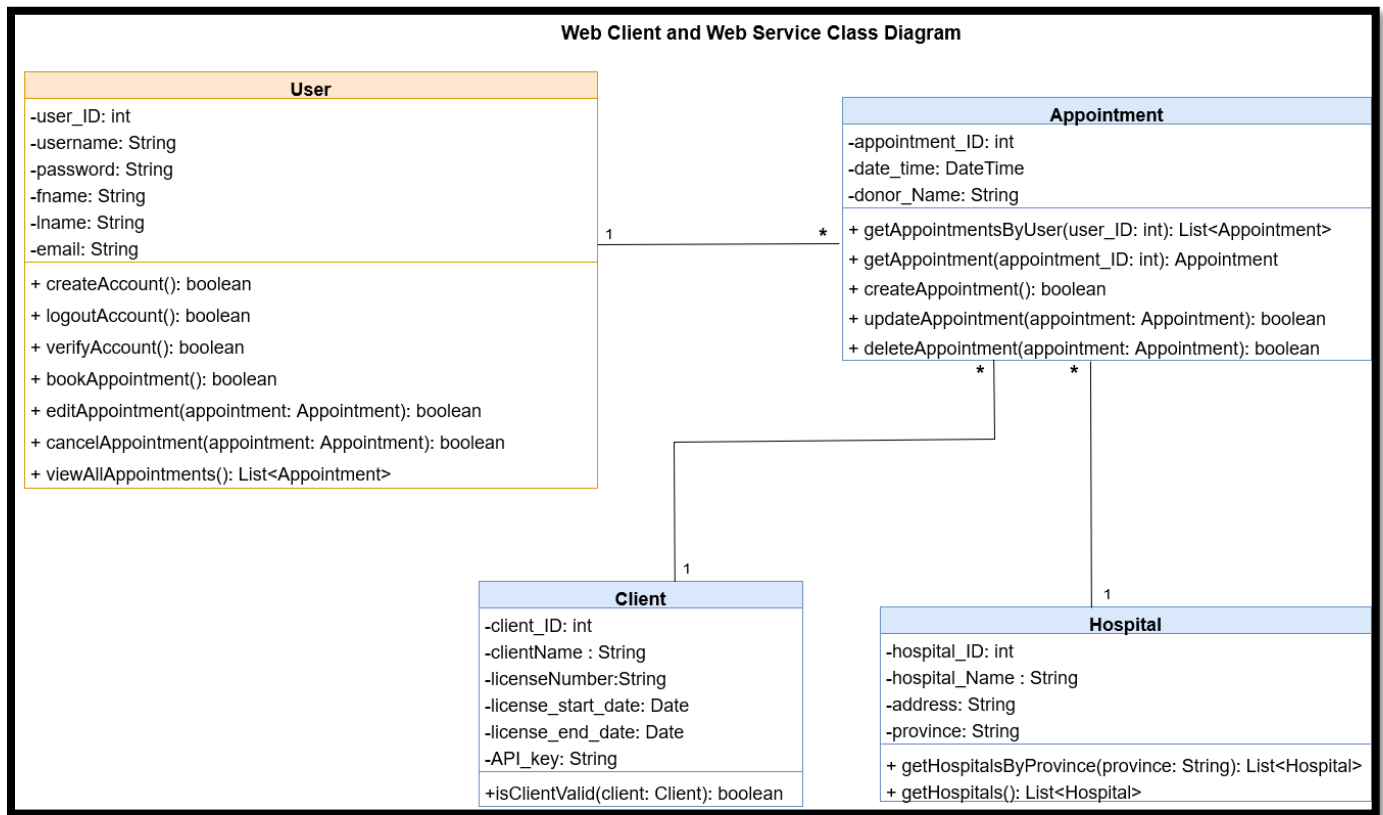 Web Client and Web Service Class Diagram
User
-user_ID: int
-username: String
-password: String
-fname: String
-lname: String
-email: String
+ createAccount(): boolean
+ logoutAccount(): boolean
+ verifyAccount(): boolean
+ bookAppointment(): boolean
+ editAppointment(appointment: Appointment): boolean
+ cancelAppointment(appointment: Appointment): boolean
+ viewAllAppointments(): List<Appointment>
1
*
Appointment
-appointment_ID: int
-date_time: DateTime
-donor_Name: String
+ getAppointmentsByUser(user_ID: int): List<Appointment>
+ getAppointment(appointment_ID: int): Appointment
+ createAppointment(): boolean
+ updateAppointment(appointment: Appointment): boolean
+ deleteAppointment(appointment: Appointment): boolean
*
*
1
1
Client
-client_ID: int
-clientName : String
-licenseNumber:String
-license_start_date: Date
-license_end_date: Date
-API_key: String
+isClientValid(client: Client): boolean
Hospital
-hospital_ID: int
-hospital_Name : String
-address: String
-province: String
+ getHospitalsByProvince(province: String): List<Hospital>
+ getHospitals(): List<Hospital>